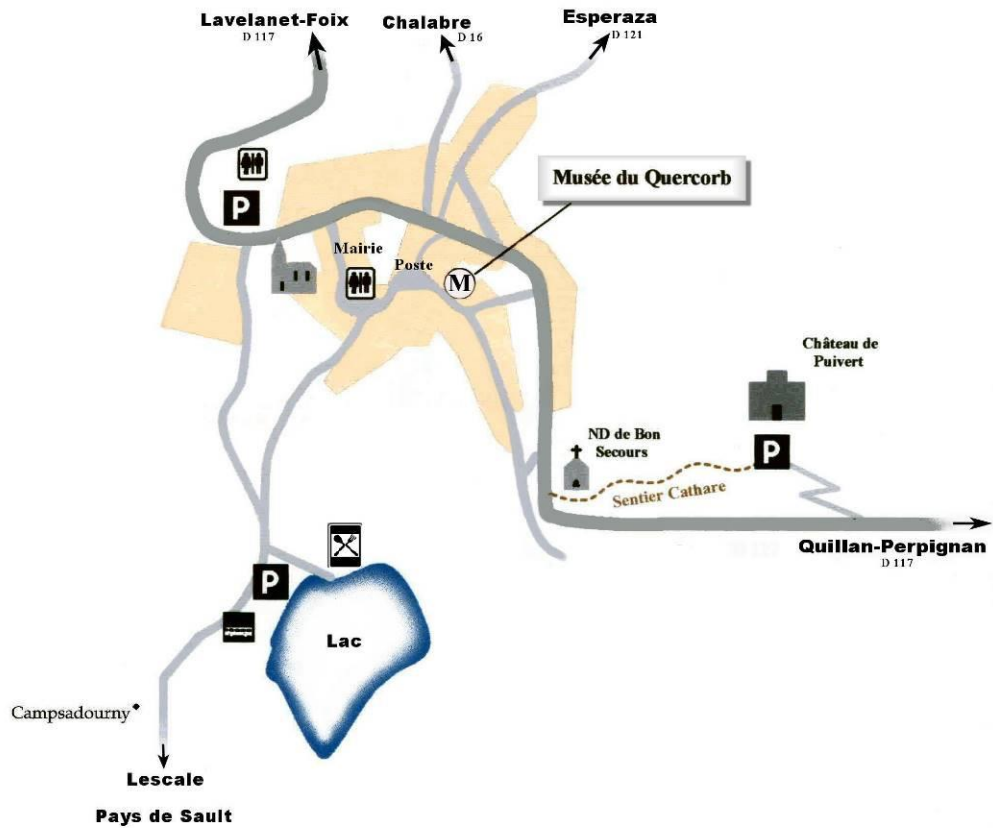 Lavelanet-Foix
D 117
Chalabre
D 16
Esperaza
D 121
P
Musée du Quercorb
Mairie
Poste
M
Château de
Puivert
P
ND de Bon
Secours
Sentier Cathare
Quillan-Perpignan
D 117
P
Lac
Campsadourny
Lescale
Pays de Sault